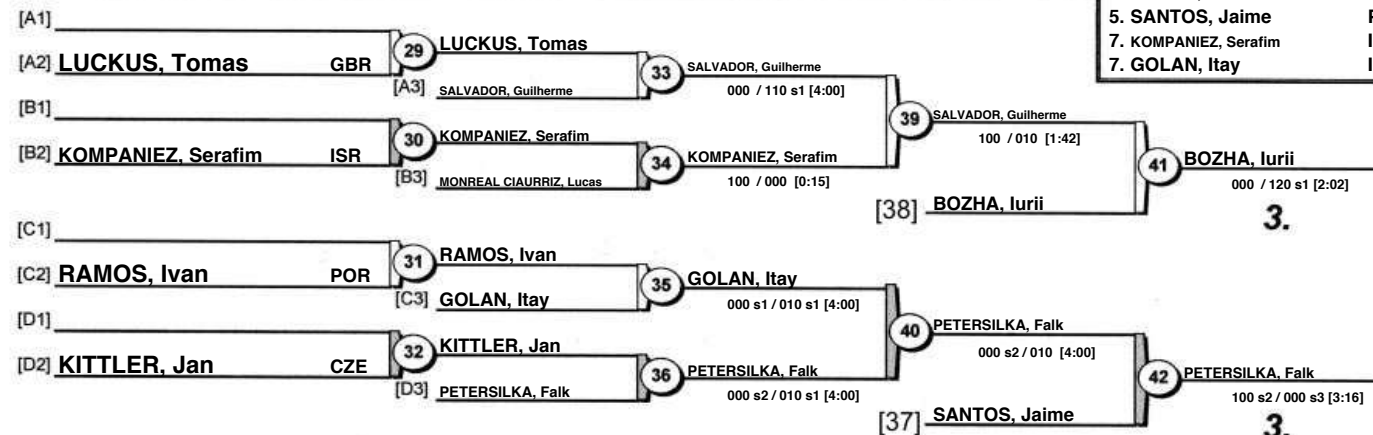 5. SANTOS, Jaime
7. KOMPANIEZ, Serafim I
7. GOLAN, Itay I
[A1]
[A2] LUCKUS, Tomas GBR
29
LUCKUS, Tomas
[A3] SALVADOR, Guilherme
33
SALVADOR, Guilherme
000 / 110 s1 [4:00]
[B1]
[B2] KOMPANIEZ, Serafim ISR
30
KOMPANIEZ, Serafim
[B3] MONREAL CIAURRIZ, Lucas
34
KOMPANIEZ, Serafim
100 / 000 [0:15]
39
SALVADOR, Guilherme
100 / 010 [1:42]
[38] BOZHA, Iurii
41
BOZHA, Iurii
000 / 120 s1 [2:02]
3.
[C1]
[C2] RAMOS, Ivan POR
31
RAMOS, Ivan
[C3] GOLAN, Itay
35
GOLAN, Itay
000 s1 / 010 s1 [4:00]
[D1]
[D2] KITTLER, Jan CZE
32
KITTLER, Jan
[D3] PETERSILKA, Falk
36
PETERSILKA, Falk
000 s2 / 010 s1 [4:00]
40
PETERSILKA, Falk
000 s2 / 010 [4:00]
[37] SANTOS, Jaime
42
PETERSILKA, Falk
100 s2 / 000 s3 [3:16]
3.